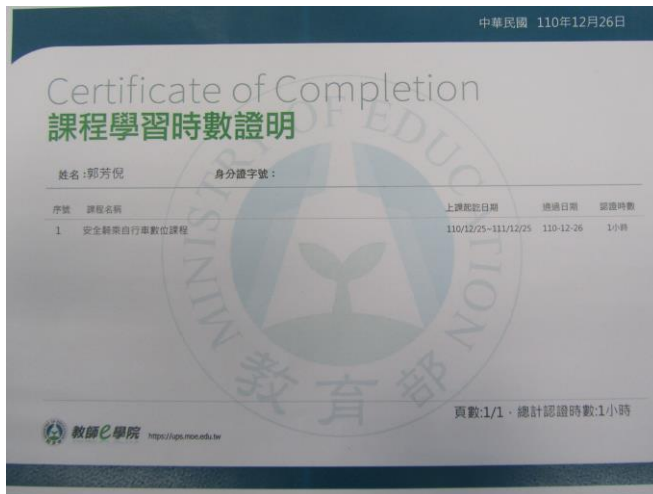 中華民國 110年12月26日
Certificate of Completion
課程學習時數證明
姓名:郭芳倪 身分證字號：
序號 課程名稱 上課起訖日期 通過日期 認證時數
1 安全騎乘自行車數位課程 110/12/25~111/12/25 110-12-26 1小時
MINISTRY OF EDUCATION
教育部
頁數:1/1，總計認證時數:1小時
教師e學院 https://ups.moe.edu.tw